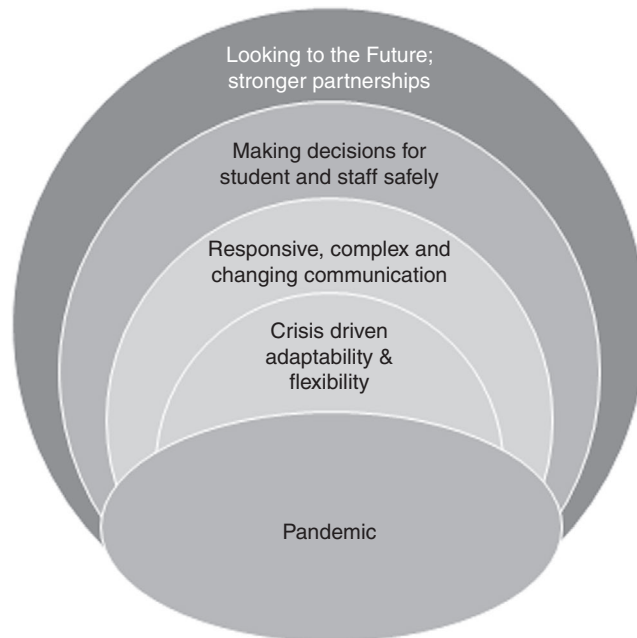 Looking to the Future;
stronger partnerships
Making decisions for
student and staff safely
Responsive, complex and
changing communication
Crisis driven
adaptability &
flexibility
Pandemic